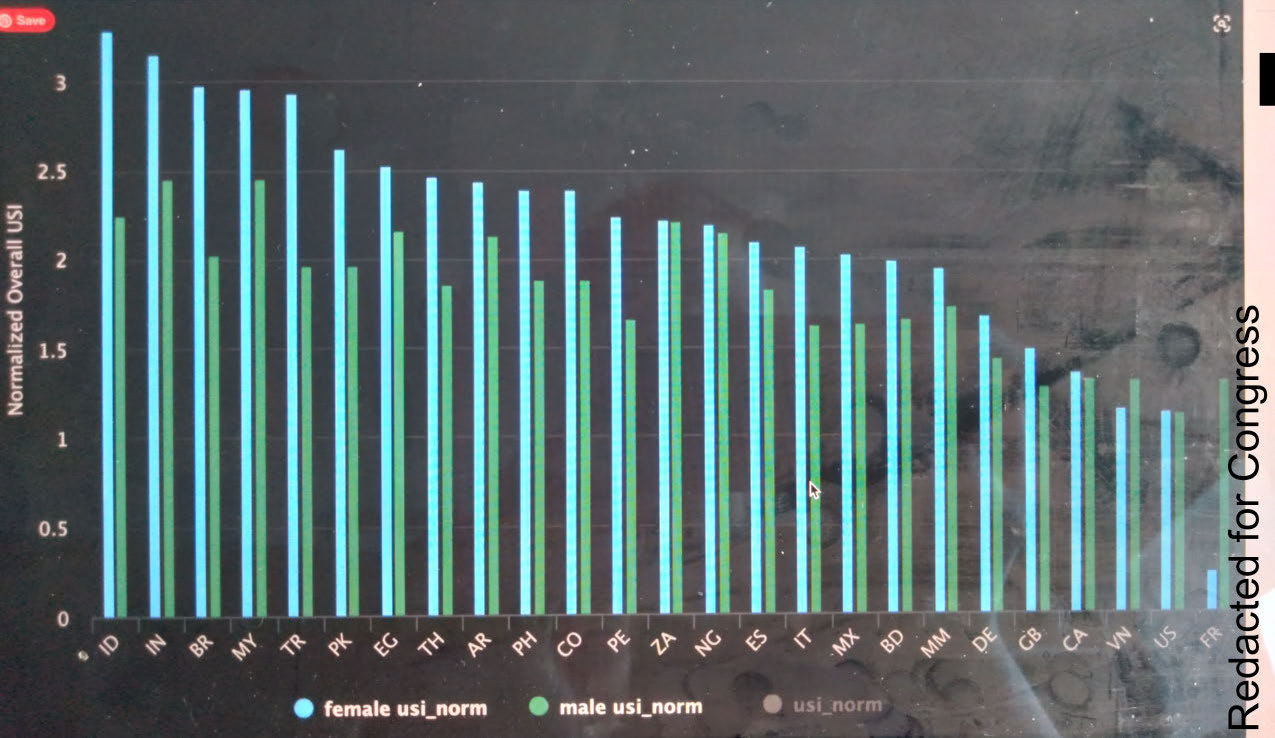 Save
Normalized Overall USI
3
2.5
2
1.5
1
0.5
0
ID IN BR MY TR PK EG TH AR PH CO PE ZA NG ES IT MX BD MM DE GB CA VN US FR
female usi_norm male usi_norm usi_norm
Redacted for Congress